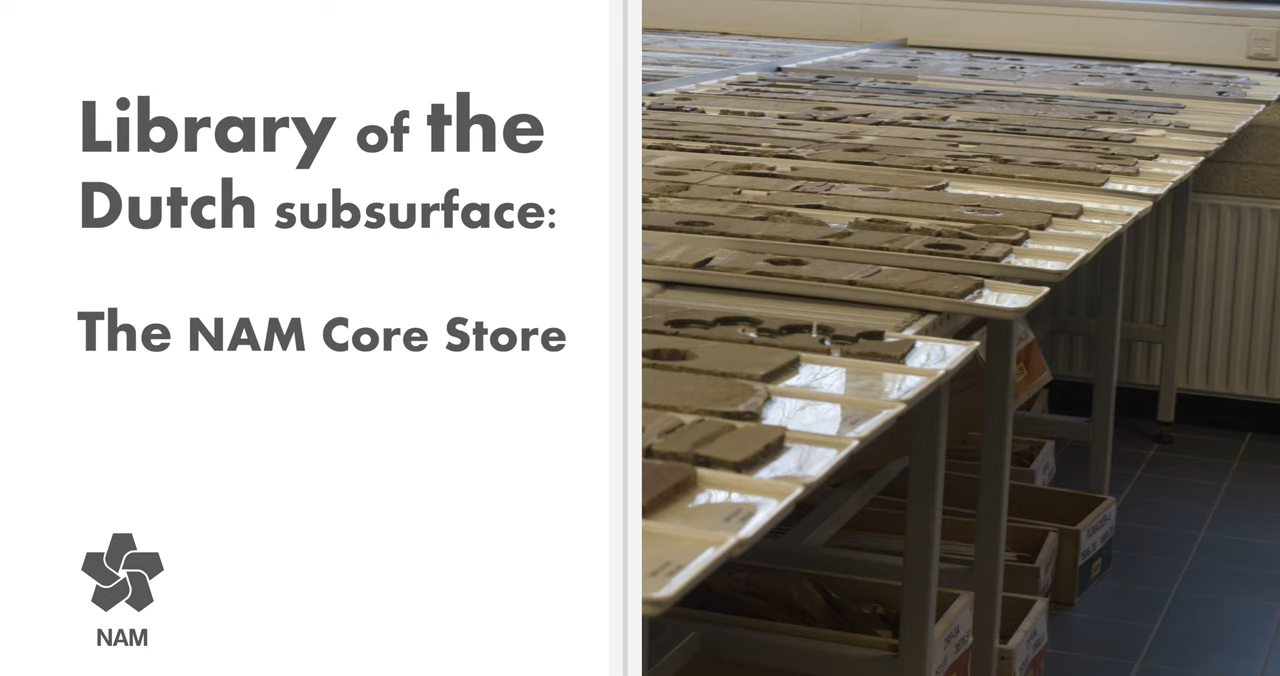 Library of the
Dutch subsurface:
The NAM Core Store
NAM